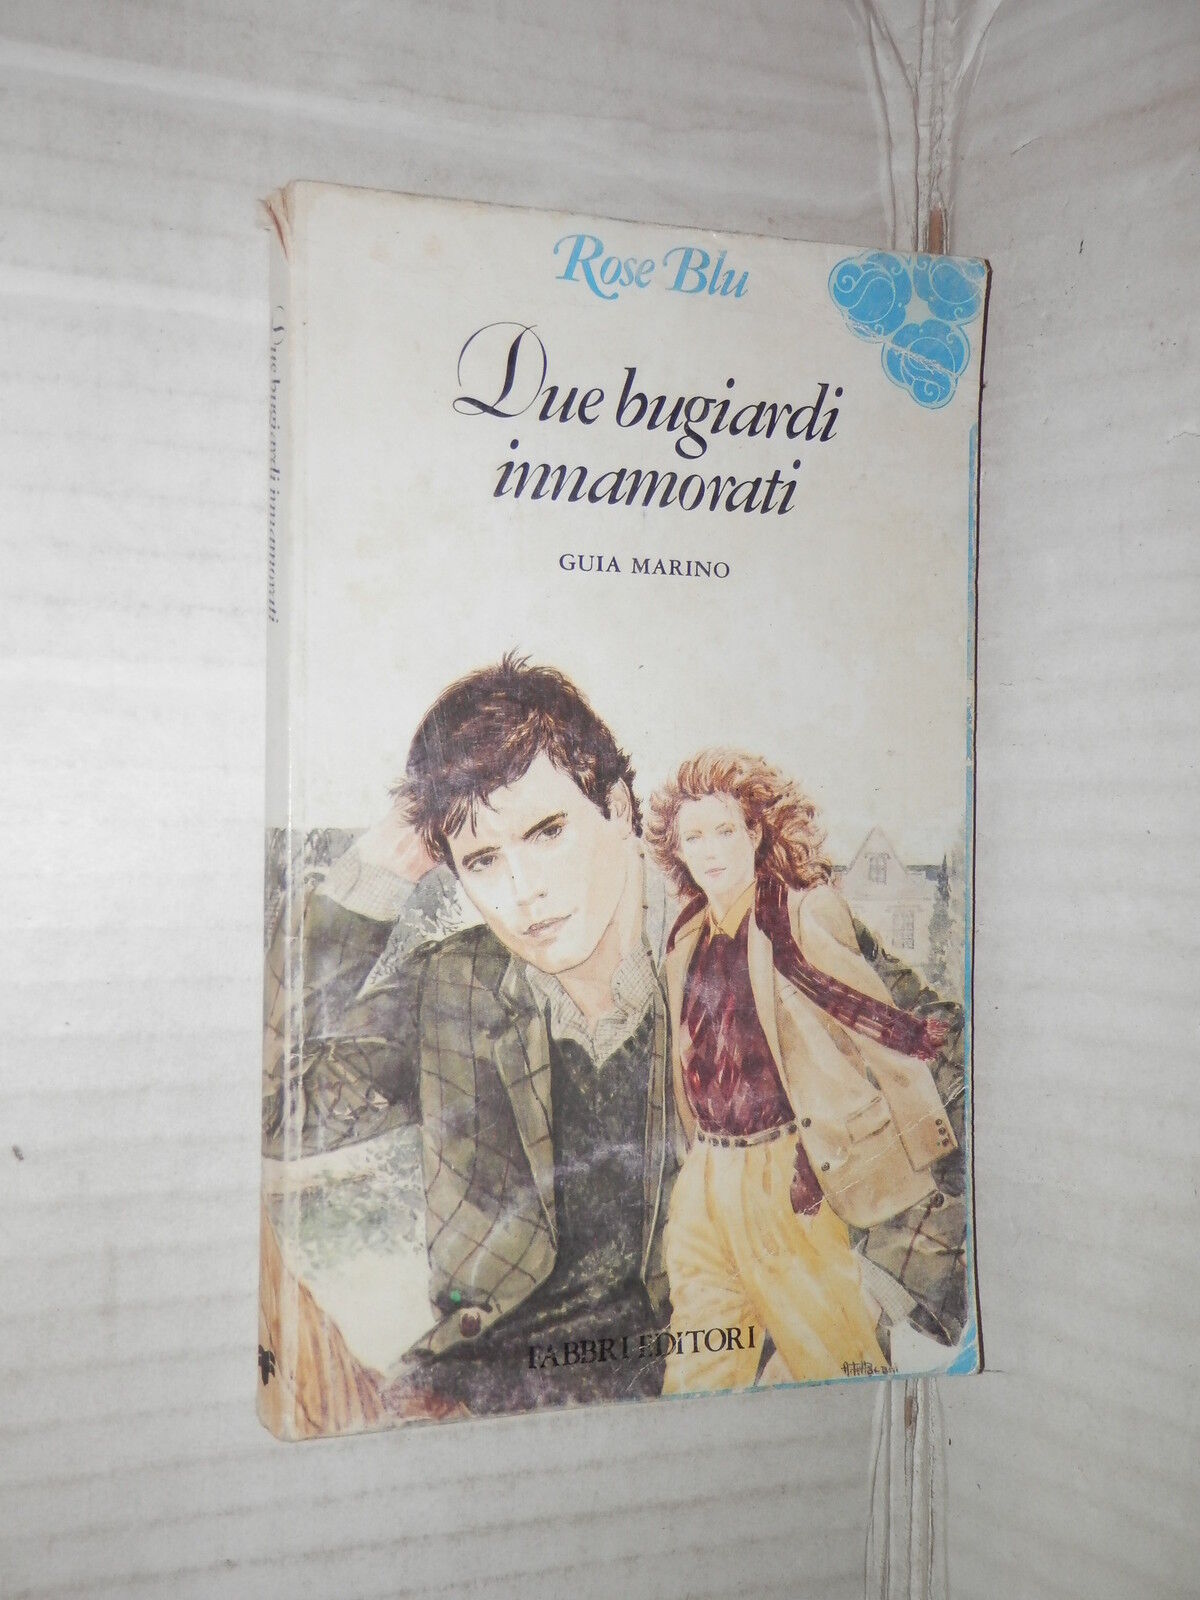 Rose Blu
Due bugiardi
innamorati
GUIA MARINO
FABBRI EDITORI
Due bugiardi innamorati